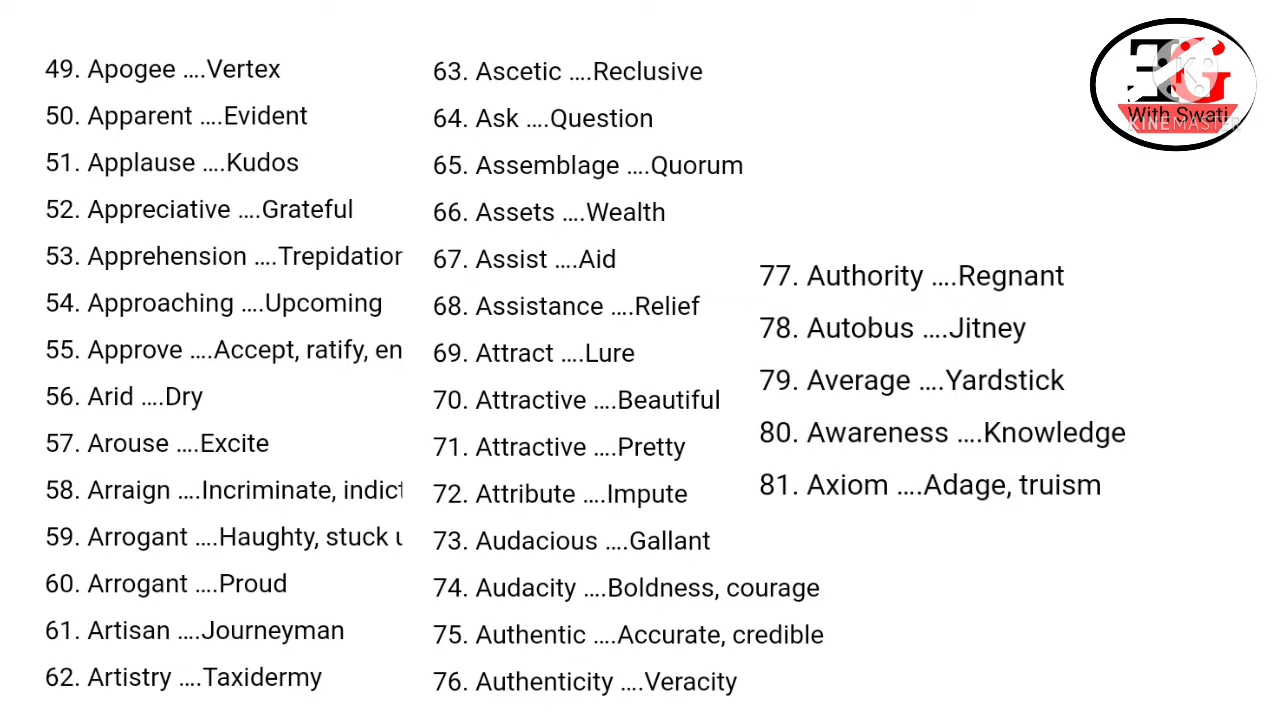 49. Apogee ....Vertex
50. Apparent ....Evident
51. Applause ....Kudos
52. Appreciative ....Grateful
53. Apprehension ....Trepidation
54. Approaching ....Upcoming
55. Approve ....Accept, ratify, en
56. Arid ....Dry
57. Arouse ....Excite
58. Arraign ....Incriminate, indict
59. Arrogant ....Haughty, stuck u
60. Arrogant ....Proud
61. Artisan ....Journeyman
62. Artistry ....Taxidermy
63. Ascetic ....Reclusive
64. Ask ....Question
65. Assemblage ....Quorum
66. Assets ....Wealth
67. Assist ....Aid
68. Assistance ....Relief
69. Attract ....Lure
70. Attractive ....Beautiful
71. Attractive ....Pretty
72. Attribute ....Impute
73. Audacious ....Gallant
74. Audacity ....Boldness, courage
75. Authentic ....Accurate, credible
76. Authenticity ....Veracity
77. Authority ....Regnant
78. Autobus ....Jitney
79. Average ....Yardstick
80. Awareness ....Knowledge
81. Axiom ....Adage, truism
With Swati
KINEMASTER